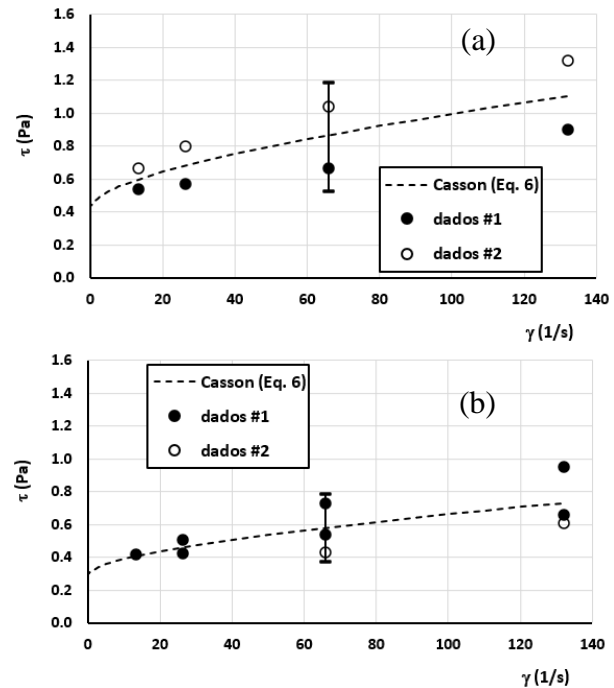 (a)
1.6
1.4
1.2
1.0
0.8
0.6
0.4
0.2
0.0
τ (Pa)
Casson (Eq. 6)
dados #1
dados #2
0 20 40 60 80 100 120 140
γ (1/s)
(b)
1.6
1.4
1.2
1.0
0.8
0.6
0.4
0.2
0.0
τ (Pa)
Casson (Eq. 6)
dados #1
dados #2
0 20 40 60 80 100 120 140
γ (1/s)